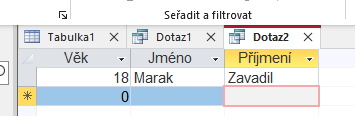 Seřadit a filtrovat
Tabulka1 Dotaz1 Dotaz2
Věk Jméno Příjmení
18 Marak Zavadil
0